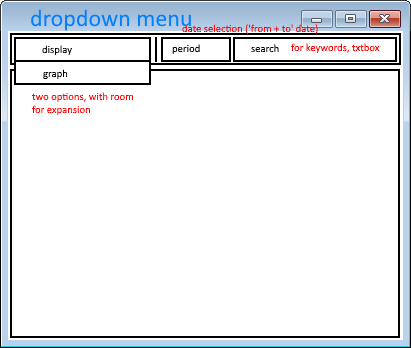 dropdown menu
date selection ('from + to' date)
display
period
search
for keywords, txtbox
graph
two options, with room
for expansion